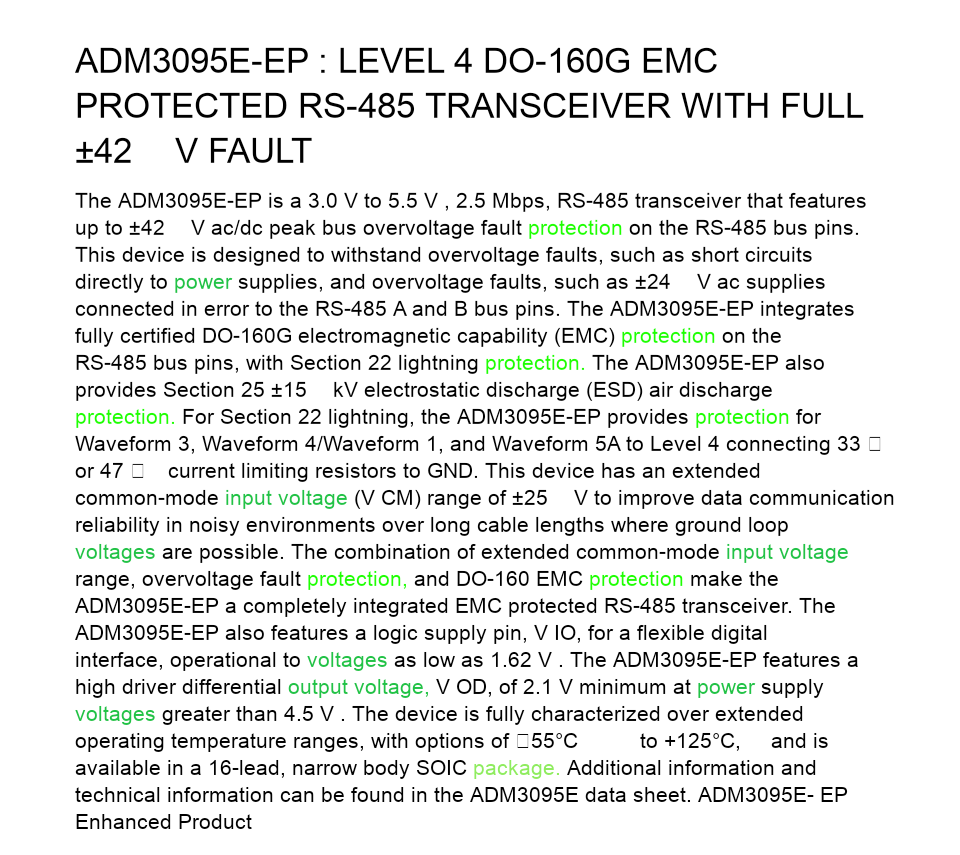 ADM3095E-EP : LEVEL 4 DO-160G EMC
PROTECTED RS-485 TRANSCEIVER WITH FULL
±42 V FAULT
The ADM3095E-EP is a 3.0 V to 5.5 V , 2.5 Mbps, RS-485 transceiver that features
up to ±42 V ac/dc peak bus overvoltage fault protection on the RS-485 bus pins.
This device is designed to withstand overvoltage faults, such as short circuits
directly to power supplies, and overvoltage faults, such as ±24 V ac supplies
connected in error to the RS-485 A and B bus pins. The ADM3095E-EP integrates
fully certified DO-160G electromagnetic capability (EMC) protection on the
RS-485 bus pins, with Section 22 lightning protection. The ADM3095E-EP also
provides Section 25 ±15 kV electrostatic discharge (ESD) air discharge
protection. For Section 22 lightning, the ADM3095E-EP provides protection for
Waveform 3, Waveform 4/Waveform 1, and Waveform 5A to Level 4 connecting 33 □
or 47 □ current limiting resistors to GND. This device has an extended
common-mode input voltage (V CM) range of ±25 V to improve data communication
reliability in noisy environments over long cable lengths where ground loop
voltages are possible. The combination of extended common-mode input voltage
range, overvoltage fault protection, and DO-160 EMC protection make the
ADM3095E-EP a completely integrated EMC protected RS-485 transceiver. The
ADM3095E-EP also features a logic supply pin, V IO, for a flexible digital
interface, operational to voltages as low as 1.62 V . The ADM3095E-EP features a
high driver differential output voltage, V OD, of 2.1 V minimum at power supply
voltages greater than 4.5 V . The device is fully characterized over extended
operating temperature ranges, with options of □55°C to +125°C, and is
available in a 16-lead, narrow body SOIC package. Additional information and
technical information can be found in the ADM3095E data sheet. ADM3095E- EP
Enhanced Product